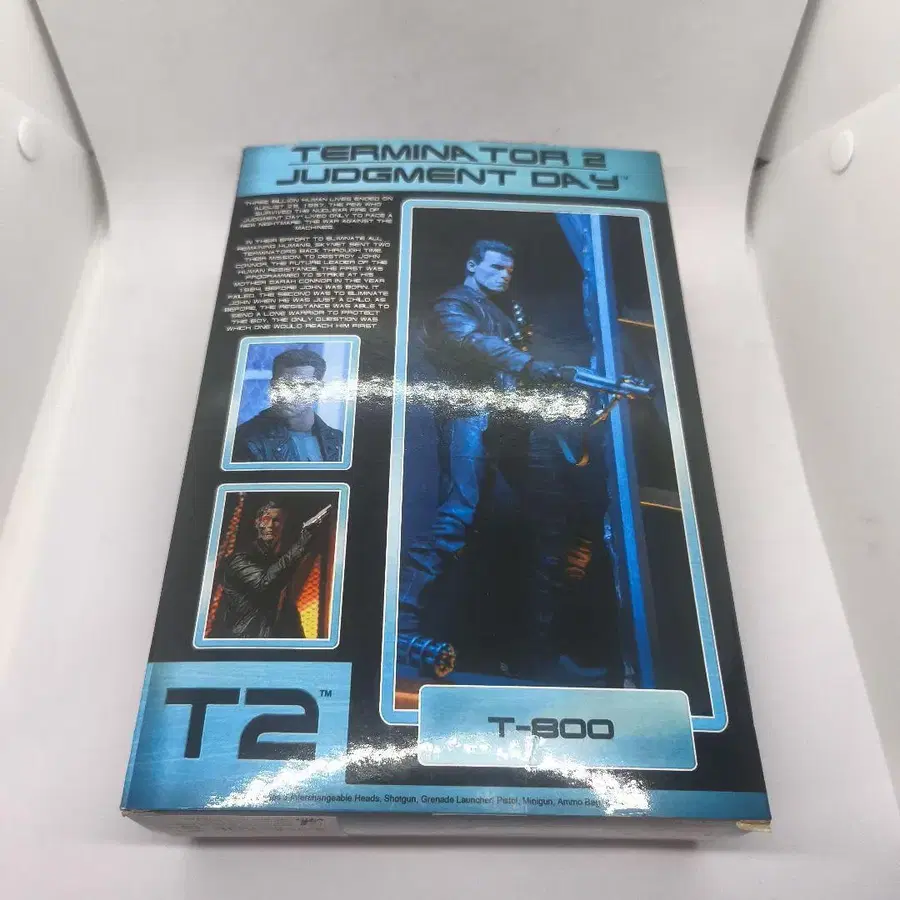 TERMINATOR 2
JUDGMENT DAY™
THREE BILLION HUMAN LIVES ENDED ON
AUGUST 29, 1997. THE FEW WHO
SURVIVED THE NUCLEAR FIRE OF
JUDGMENT DAY LIVED ONLY TO FACE A
NEW NIGHTMARE, THE WAR AGAINST THE
MACHINES.
IN THEIR EFFORT TO ELIMINATE ALL
REMAINING HUMANS, SKYNET SENT TWO
TERMINATORS BACK THROUGH TIME.
THEIR MISSION: TO DESTROY JOHN
CONNOR, THE FUTURE LEADER OF THE
HUMAN RESISTANCE. THE FIRST WAS
PROGRAMMED TO STRIKE AT HIS
MOTHER SARAH CONNOR IN THE YEAR
1984, BEFORE JOHN WAS BORN. IT
FAILED. THE SECOND WAS TO ELIMINATE
JOHN WHEN HE WAS JUST A CHILD. AS
BEFORE, THE RESISTANCE WAS ABLE TO
SEND A LONE WARRIOR TO PROTECT
THE BOY. THE ONLY QUESTION WAS
WHICH ONE WOULD REACH HIM FIRST
T2™
T-800
3 Interchangeable Heads, Shotgun, Grenade Launcher, Pistol, Minigun, Ammo